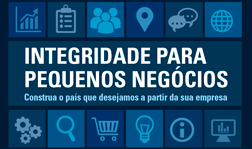 INTEGRIDADE PARA
PEQUENOS NEGÓCIOS
Construa o país que desejamos a partir da sua empresa